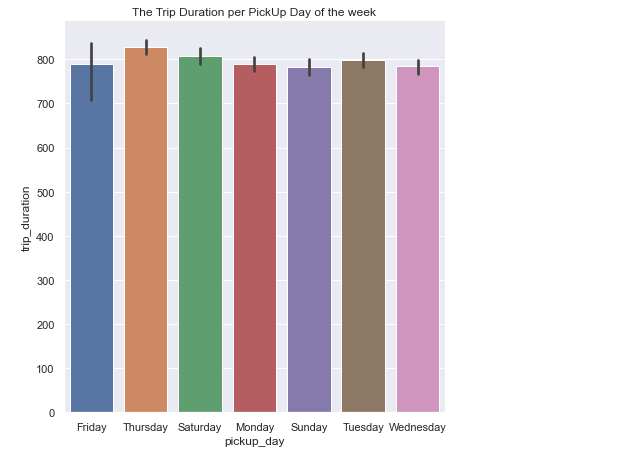 The Trip Duration per PickUp Day of the week
trip_duration
800
700
600
500
400
300
200
100
0
Friday Thursday Saturday Monday Sunday Tuesday Wednesday
pickup_day